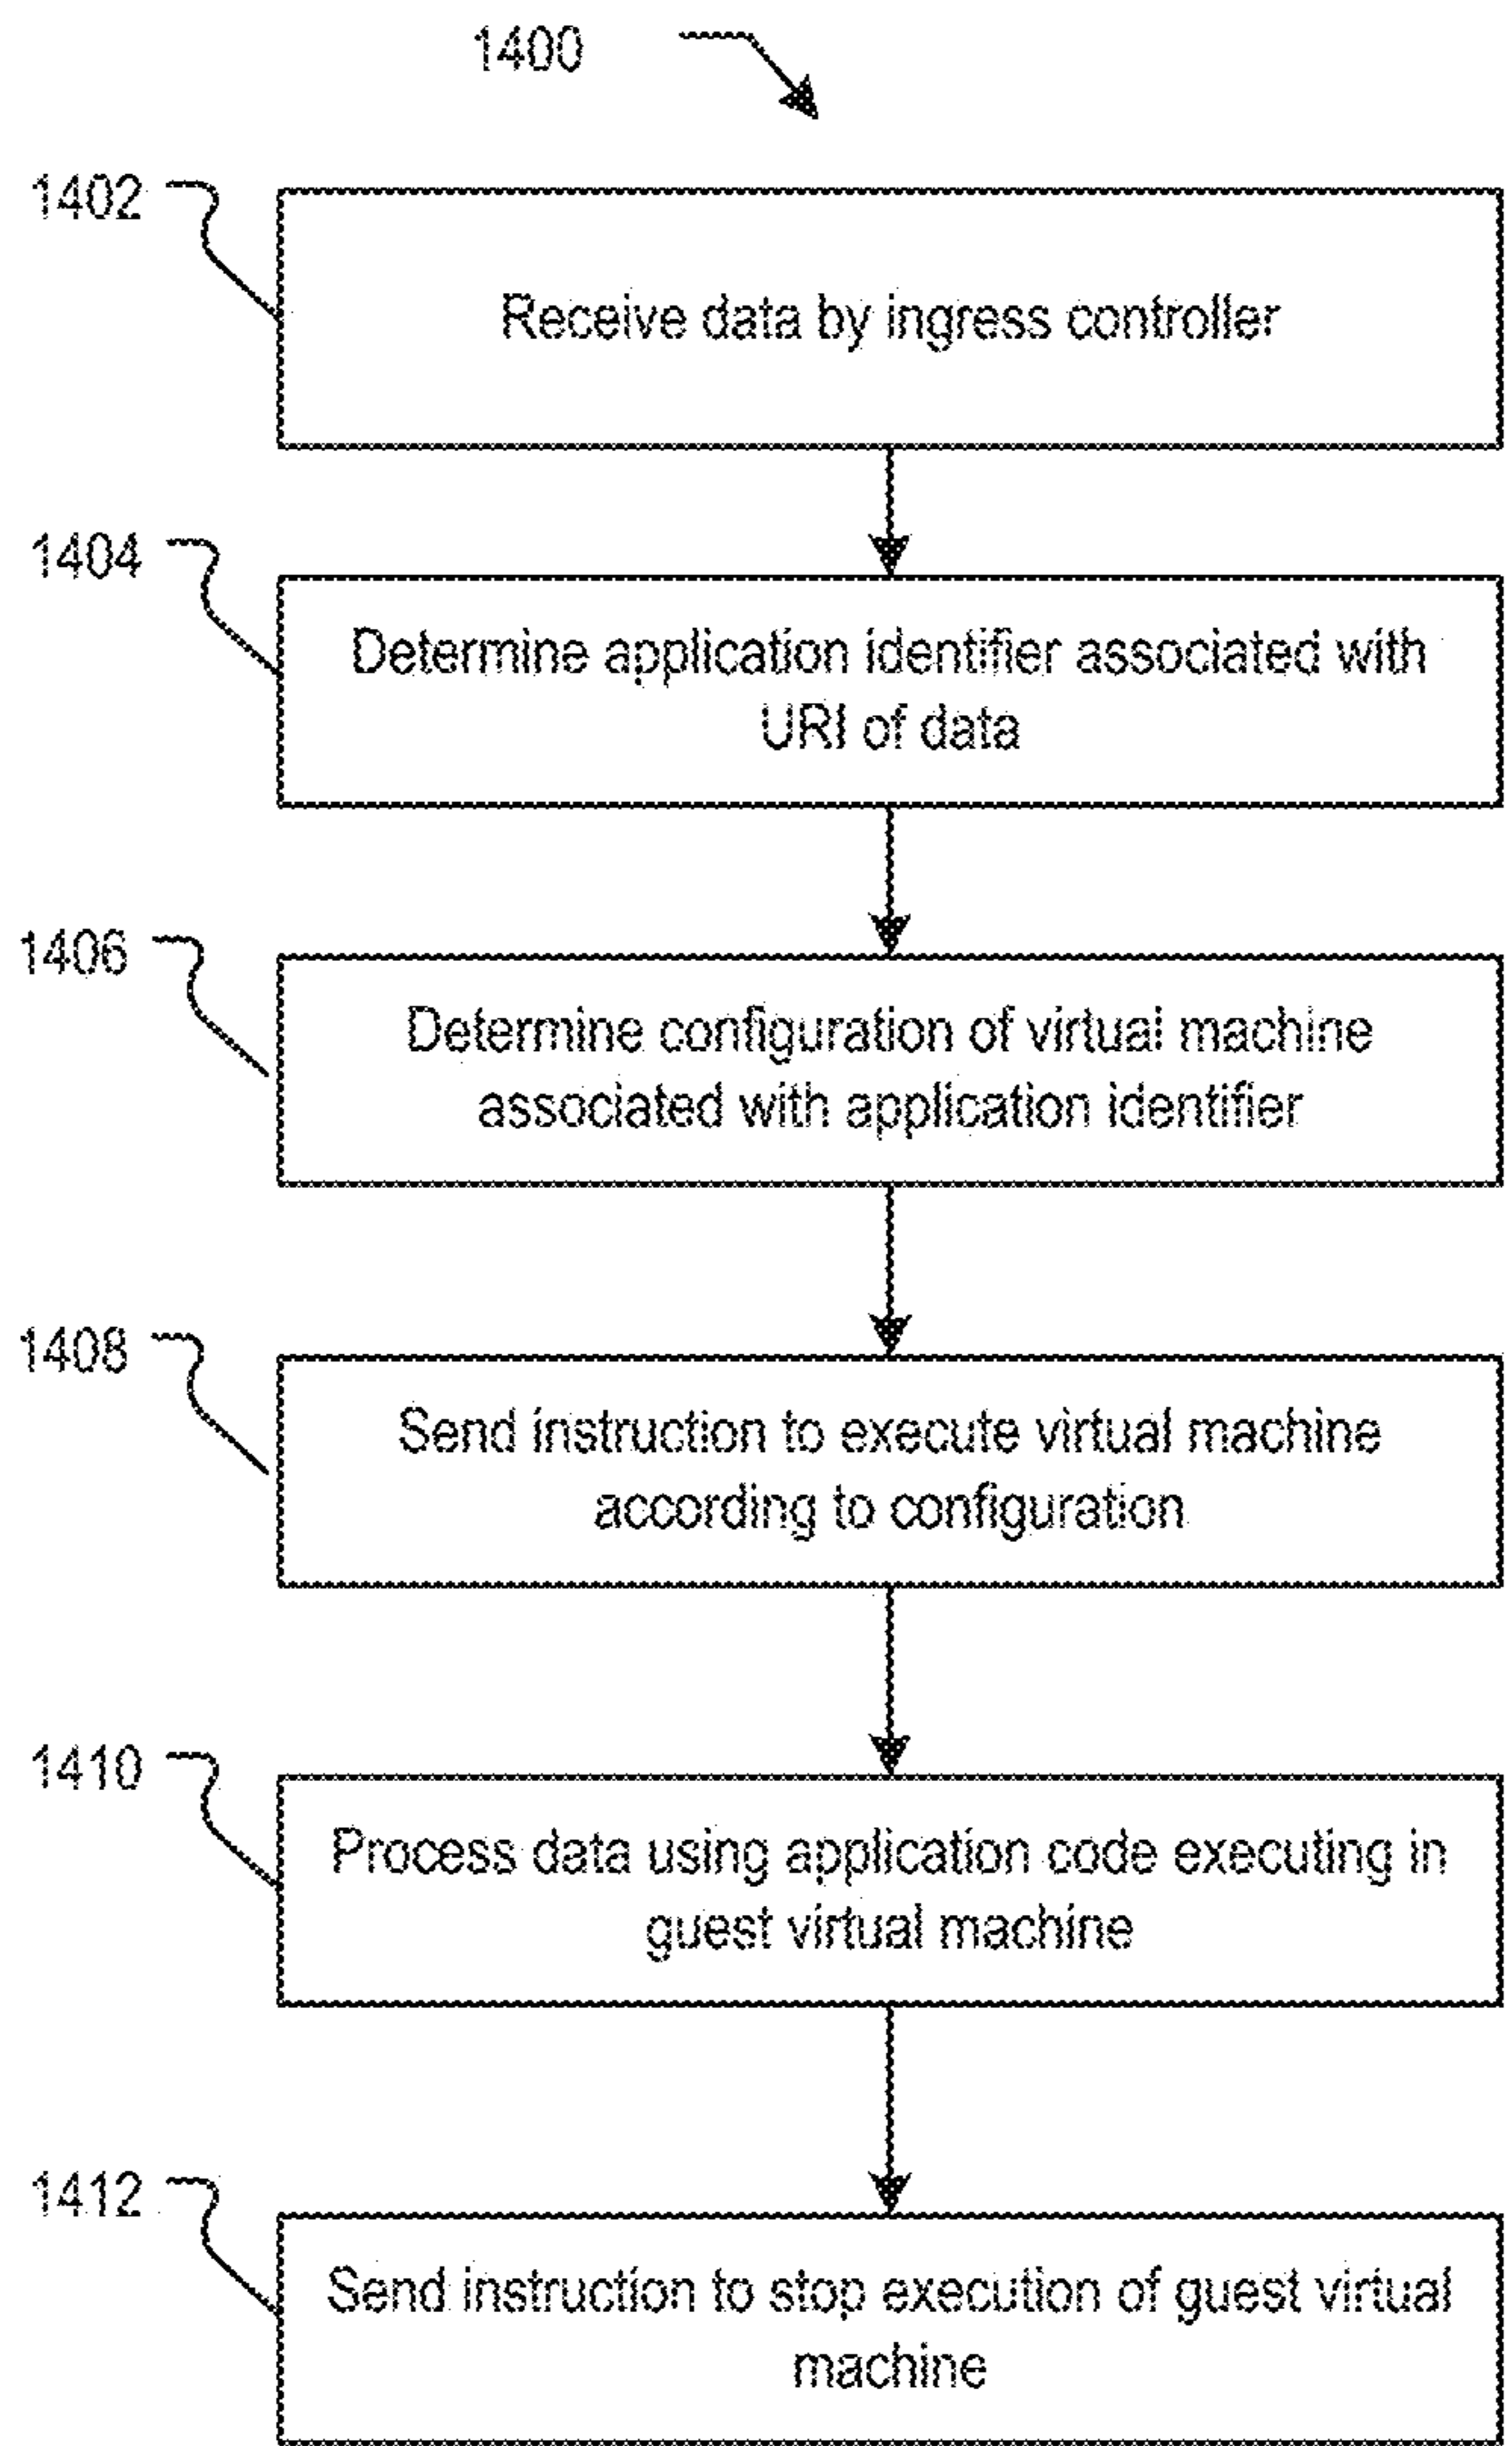 1400
1402
Receive data by ingress controller
1404
Determine application identifier associated with
URI of data
1406
Determine configuration of virtual machine
associated with application identifier
1408
Send instruction to execute virtual machine
according to configuration
1410
Process data using application code executing in
guest virtual machine
1412
Send instruction to stop execution of guest virtual
machine